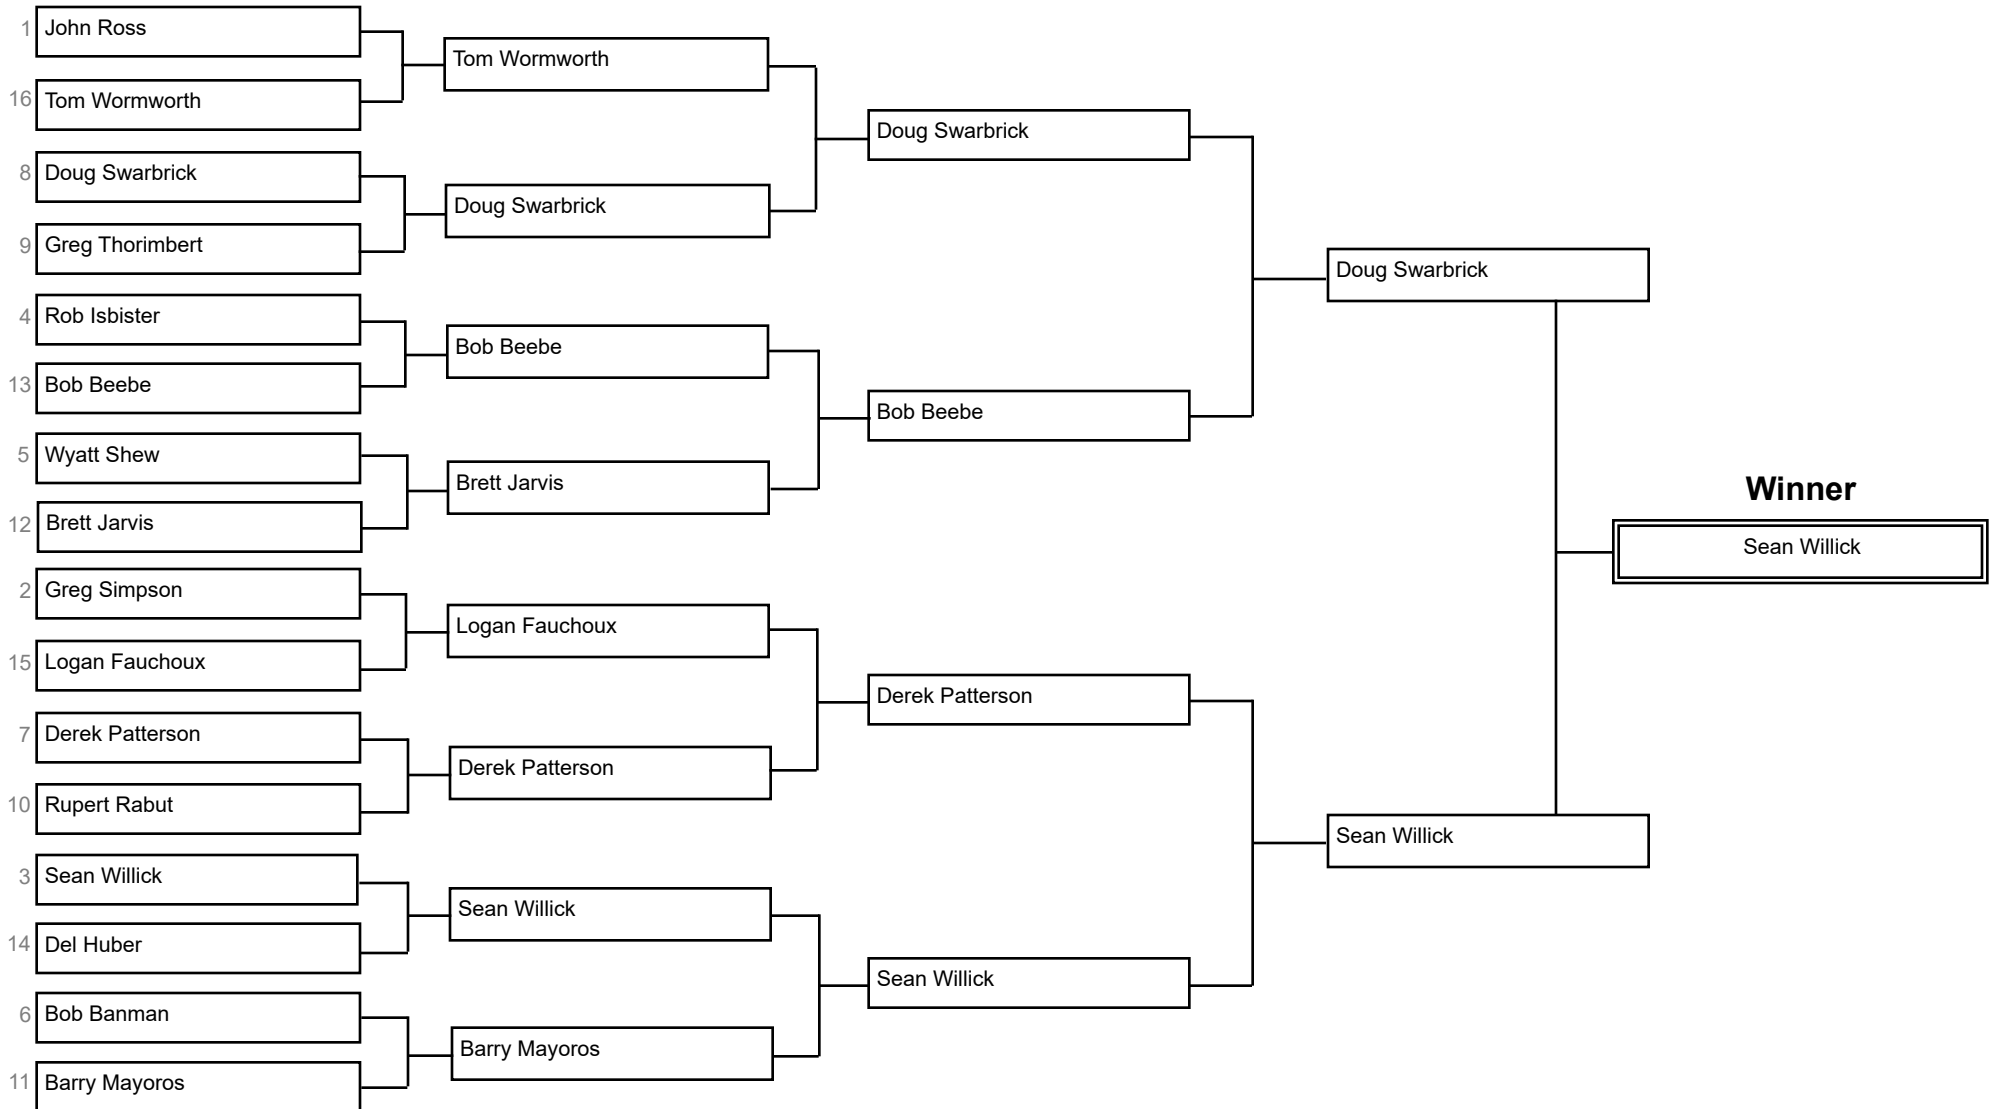 1 John Ross
16 Tom Wormworth
8 Doug Swarbrick
9 Greg Thorimbert
4 Rob Isbister
13 Bob Beebe
5 Wyatt Shew
12 Brett Jarvis
2 Greg Simpson
15 Logan Fauchoux
7 Derek Patterson
10 Rupert Rabut
3 Sean Willick
14 Del Huber
6 Bob Banman
11 Barry Mayoros
Tom Wormworth
Doug Swarbrick
Bob Beebe
Brett Jarvis
Logan Fauchoux
Derek Patterson
Sean Willick
Barry Mayoros
Doug Swarbrick
Bob Beebe
Derek Patterson
Sean Willick
Doug Swarbrick
Sean Willick
Winner
Sean Willick